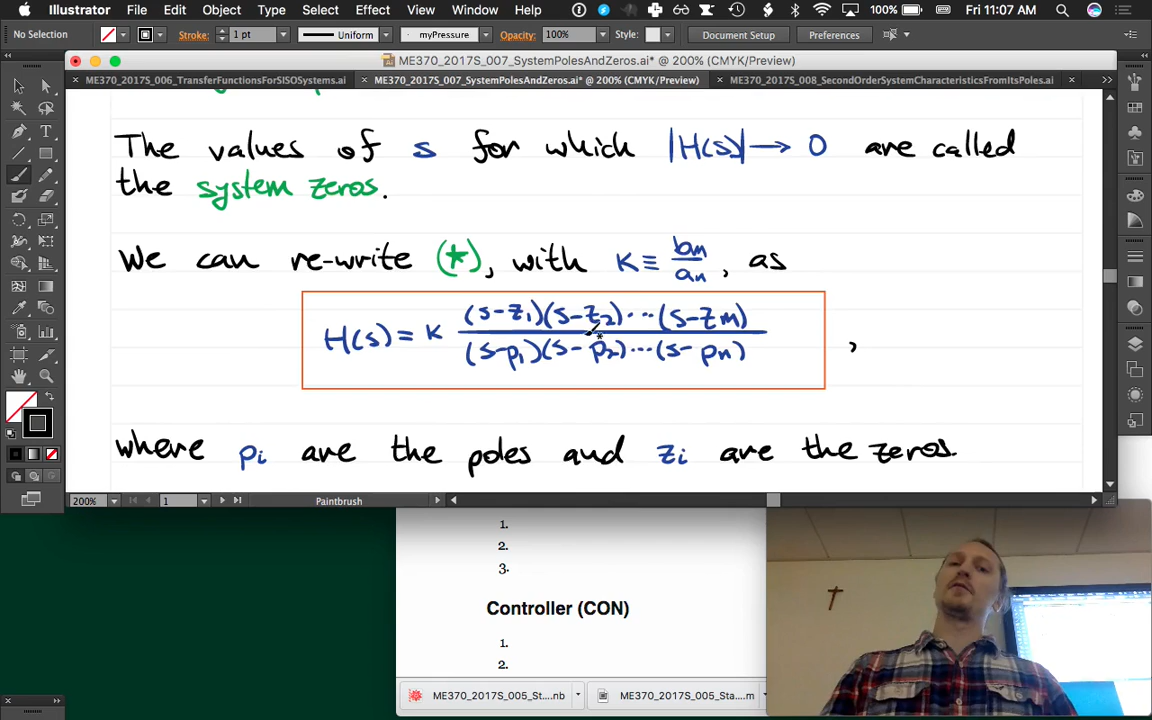 Illustrator File Edit Object Type Select Effect View Window Help 100% Fri 11:07 AM
No Selection Stroke: 1 pt Uniform myPressure Opacity: 100% Style: Document Setup Preferences
ME370_2017S_007_SystemPolesAndZeros.ai* @ 200% (CMYK/Preview)
ME370_2017S_006_TransferFunctionsForSISOSystems.ai ME370_2017S_007_SystemPolesAndZeros.ai* @ 200% (CMYK/Preview) ME370_2017S_008_SecondOrderSystemCharacteristicsFromItsPoles.ai
The values of s for which |H(s)| → 0 are called
the system zeros.
We can re-write (*), with K ≡ bm/an, as
H(s) = K (s-z1)(s-z2)···(s-zm) / (s-p1)(s-p2)···(s-pn) ,
where pi are the poles and zi are the zeros.
200% 1 Paintbrush
1.
2.
3.
Controller (CON)
1.
2.
ME370_2017S_005_Sta....nb ME370_2017S_005_Sta....m